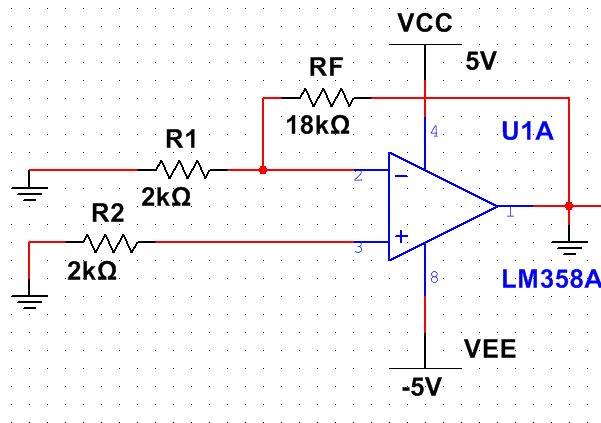 VCC
5V
RF
18kΩ
4
U1A
R1
2kΩ
2
1
R2
2kΩ
3
8
LM358A
VEE
-5V